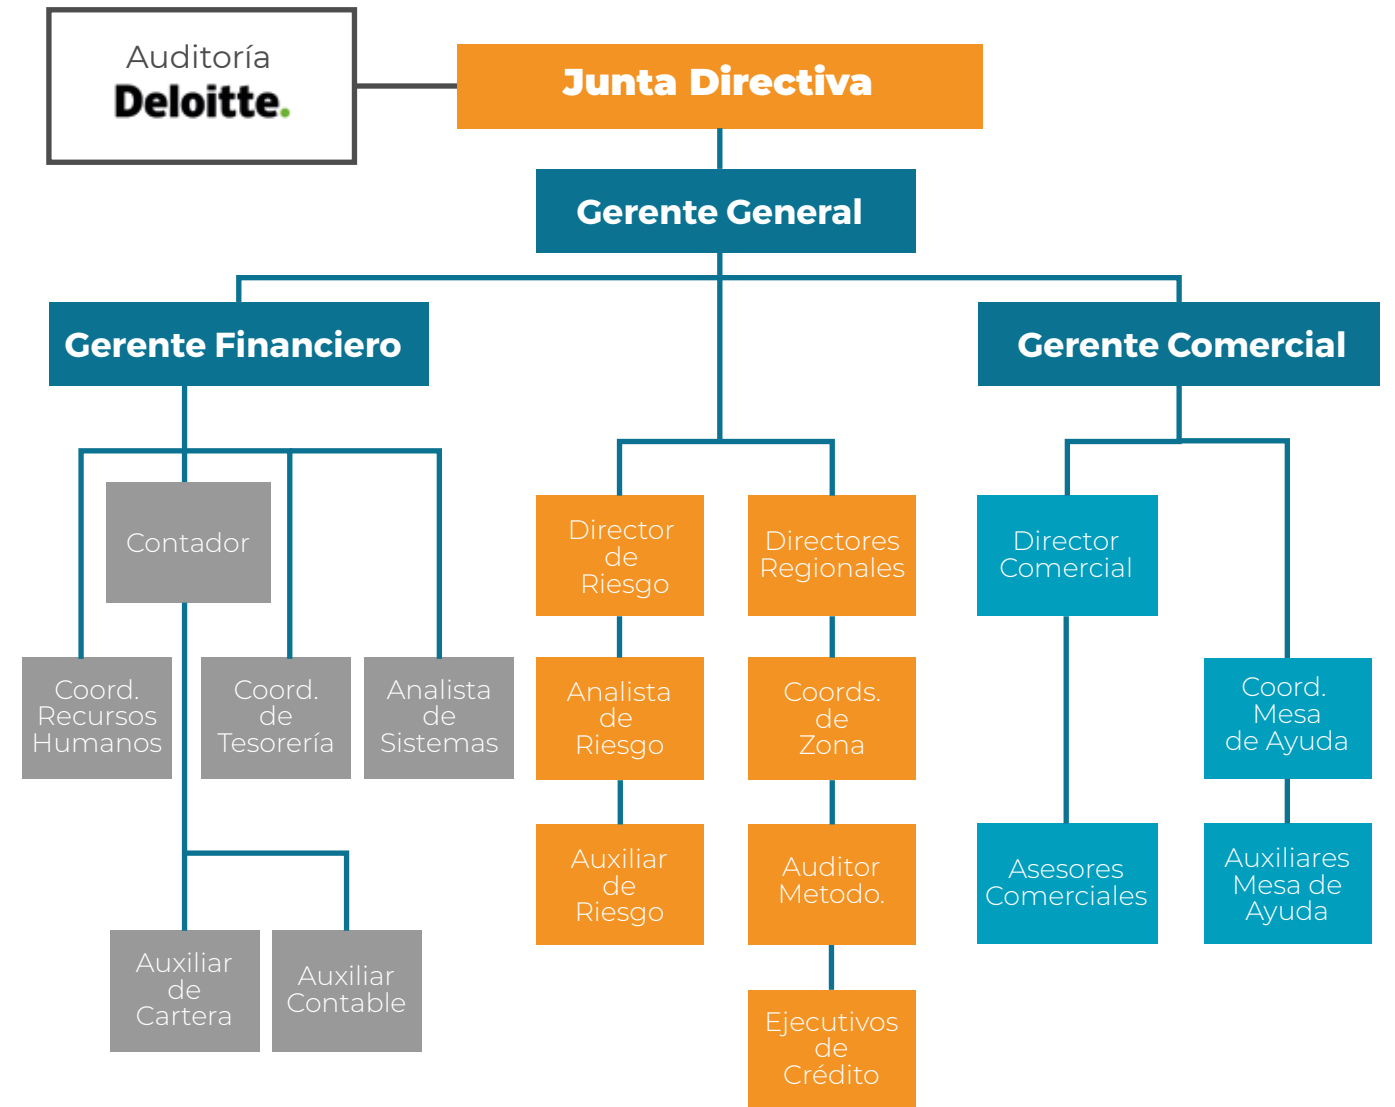 Auditoría
Deloitte.
Junta Directiva
Gerente General
Gerente Financiero
Gerente Comercial
Contador
Director
de
Riesgo
Directores
Regionales
Director
Comercial
Coord.
Recursos
Humanos
Coord.
de
Tesorería
Analista
de
Sistemas
Analista
de
Riesgo
Coords.
de
Zona
Coord.
Mesa
de Ayuda
Auxiliar
de
Riesgo
Auditor
Metodo.
Asesores
Comerciales
Auxiliares
Mesa de
Ayuda
Auxiliar
de
Cartera
Auxiliar
Contable
Ejecutivos
de
Crédito